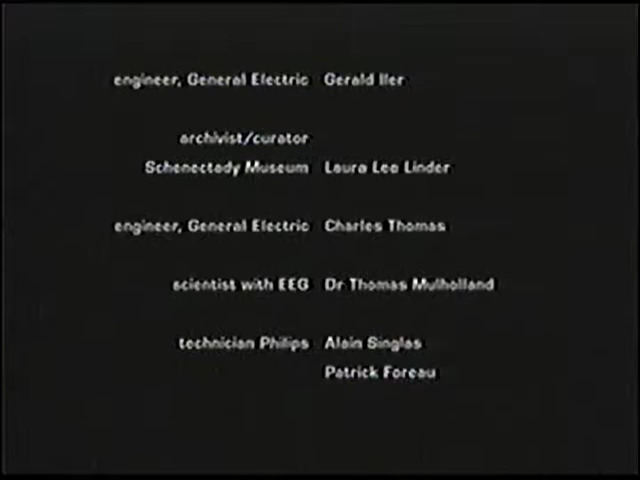 engineer, General Electric Gerald Iler
archivist/curator
Schenectady Museum Laura Lee Linder
engineer, General Electric Charles Thomas
scientist with EEG Dr Thomas Mulholland
technician Philips Alain Singlas
Patrick Foreau